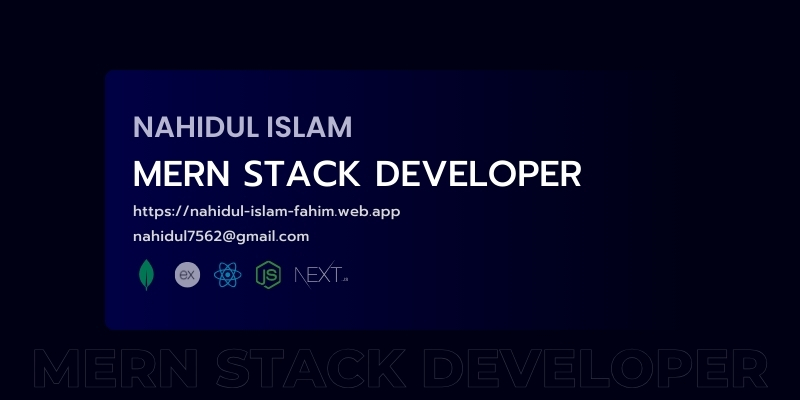 NAHIDUL ISLAM
MERN STACK DEVELOPER
https://nahidul-islam-fahim.web.app
nahidul7562@gmail.com
ex JS NEXT.JS
MERN STACK DEVELOPER